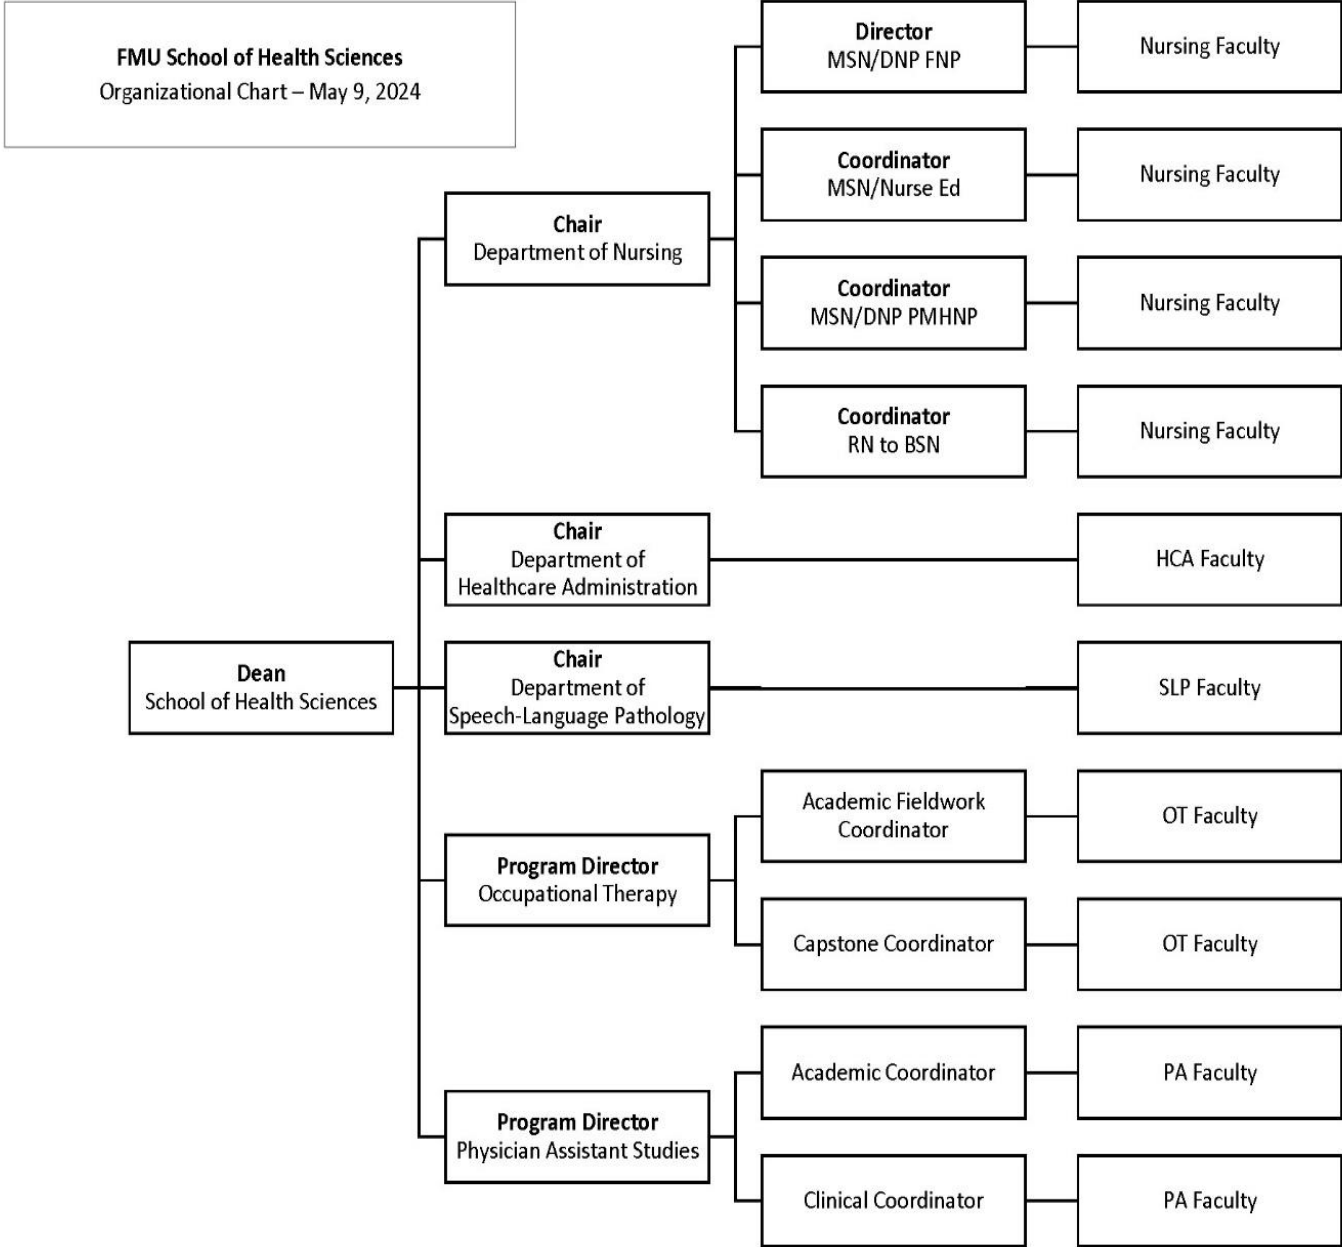 FMU School of Health Sciences
Organizational Chart – May 9, 2024
Director
MSN/DNP FNP
Nursing Faculty
Coordinator
MSN/Nurse Ed
Nursing Faculty
Chair
Department of Nursing
Coordinator
MSN/DNP PMHNP
Nursing Faculty
Coordinator
RN to BSN
Nursing Faculty
Chair
Department of
Healthcare Administration
HCA Faculty
Dean
School of Health Sciences
Chair
Department of
Speech-Language Pathology
SLP Faculty
Academic Fieldwork
Coordinator
OT Faculty
Program Director
Occupational Therapy
Capstone Coordinator
OT Faculty
Academic Coordinator
PA Faculty
Program Director
Physician Assistant Studies
Clinical Coordinator
PA Faculty